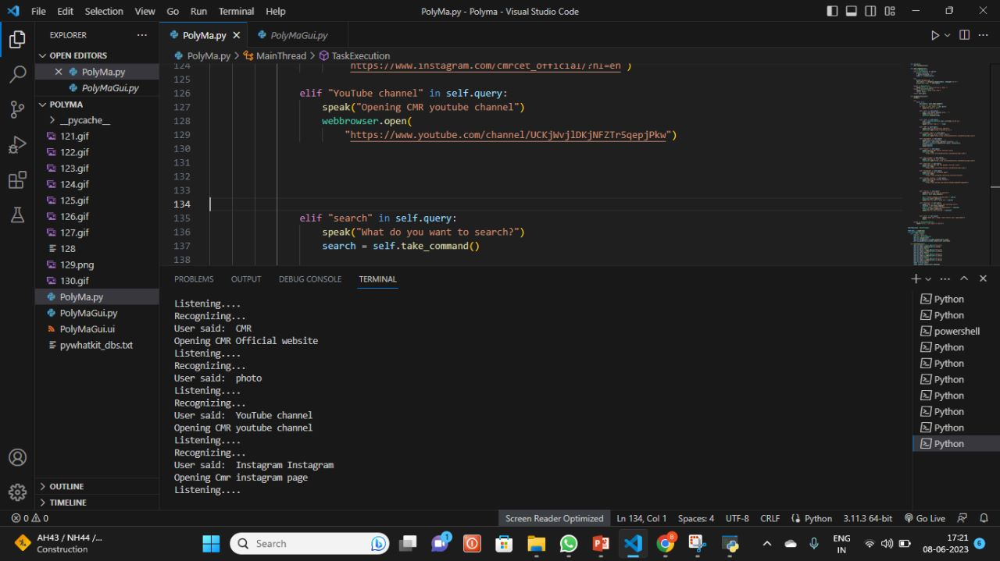 File Edit Selection View Go Run Terminal Help
PolyMa.py - Polyma - Visual Studio Code
EXPLORER
OPEN EDITORS
PolyMa.py
PolyMaGui.py
POLYMA
__pycache__
121.gif
122.gif
123.gif
124.gif
125.gif
126.gif
127.gif
128
129.png
130.gif
PolyMa.py
PolyMaGui.py
PolyMaGui.ui
pywhatkit_dbs.txt
OUTLINE
TIMELINE
PolyMa.py
PolyMaGui.py
PolyMa.py > MainThread > TaskExecution
124 https://www.instagram.com/cmrcet_official/?hl=en")
125
126 elif "YouTube channel" in self.query:
127 speak("Opening CMR youtube channel")
128 webbrowser.open(
129 "https://www.youtube.com/channel/UCKjWvjlDKjNFZTr5qepjPkw")
130
131
132
133
134
135 elif "search" in self.query:
136 speak("What do you want to search?")
137 search = self.take_command()
138
PROBLEMS OUTPUT DEBUG CONSOLE TERMINAL
Listening....
Recognizing...
User said:  CMR
Opening CMR Official website
Listening....
Recognizing...
User said:  photo
Listening....
Recognizing...
User said:  YouTube channel
Opening CMR youtube channel
Listening....
Recognizing...
User said:  Instagram Instagram
Opening Cmr instagram page
Listening....
Python
Python
powershell
Python
Python
Python
Python
Python
Python
Python
0 0
Screen Reader Optimized Ln 134, Col 1 Spaces: 4 UTF-8 CRLF Python 3.11.3 64-bit Go Live
AH43 / NH44 /...
Construction
Search
1
8
ENG
IN
17:21
08-06-2023
6